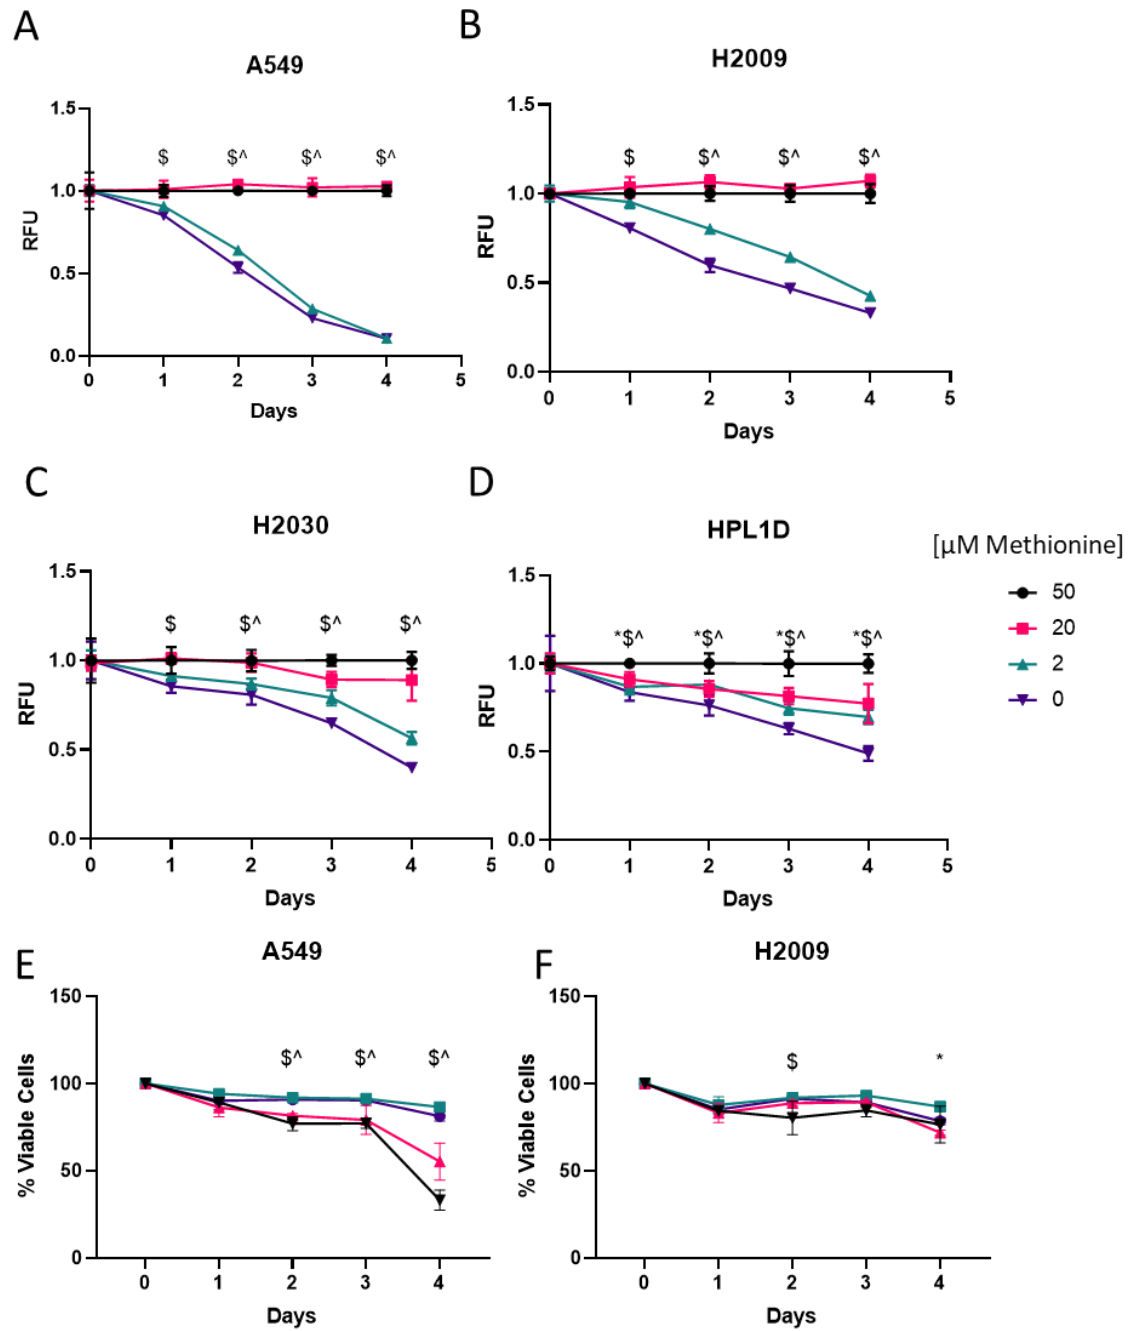 A
A549
1.5
1.0
0.5
0.0
RFU
$ $^ $^ $^
0 1 2 3 4 5
Days
B
H2009
1.5
1.0
0.5
0.0
RFU
$ $^ $^ $^
0 1 2 3 4 5
Days
C
H2030
1.5
1.0
0.5
0.0
RFU
$ $^ $^ $^
0 1 2 3 4 5
Days
D
HPL1D
1.5
1.0
0.5
0.0
RFU
*$^ *$^ *$^ *$^
0 1 2 3 4 5
Days
[µM Methionine]
50
20
2
0
E
A549
150
100
50
0
% Viable Cells
$^ $^ $^
0 1 2 3 4
Days
F
H2009
150
100
50
0
% Viable Cells
$ *
0 1 2 3 4
Days